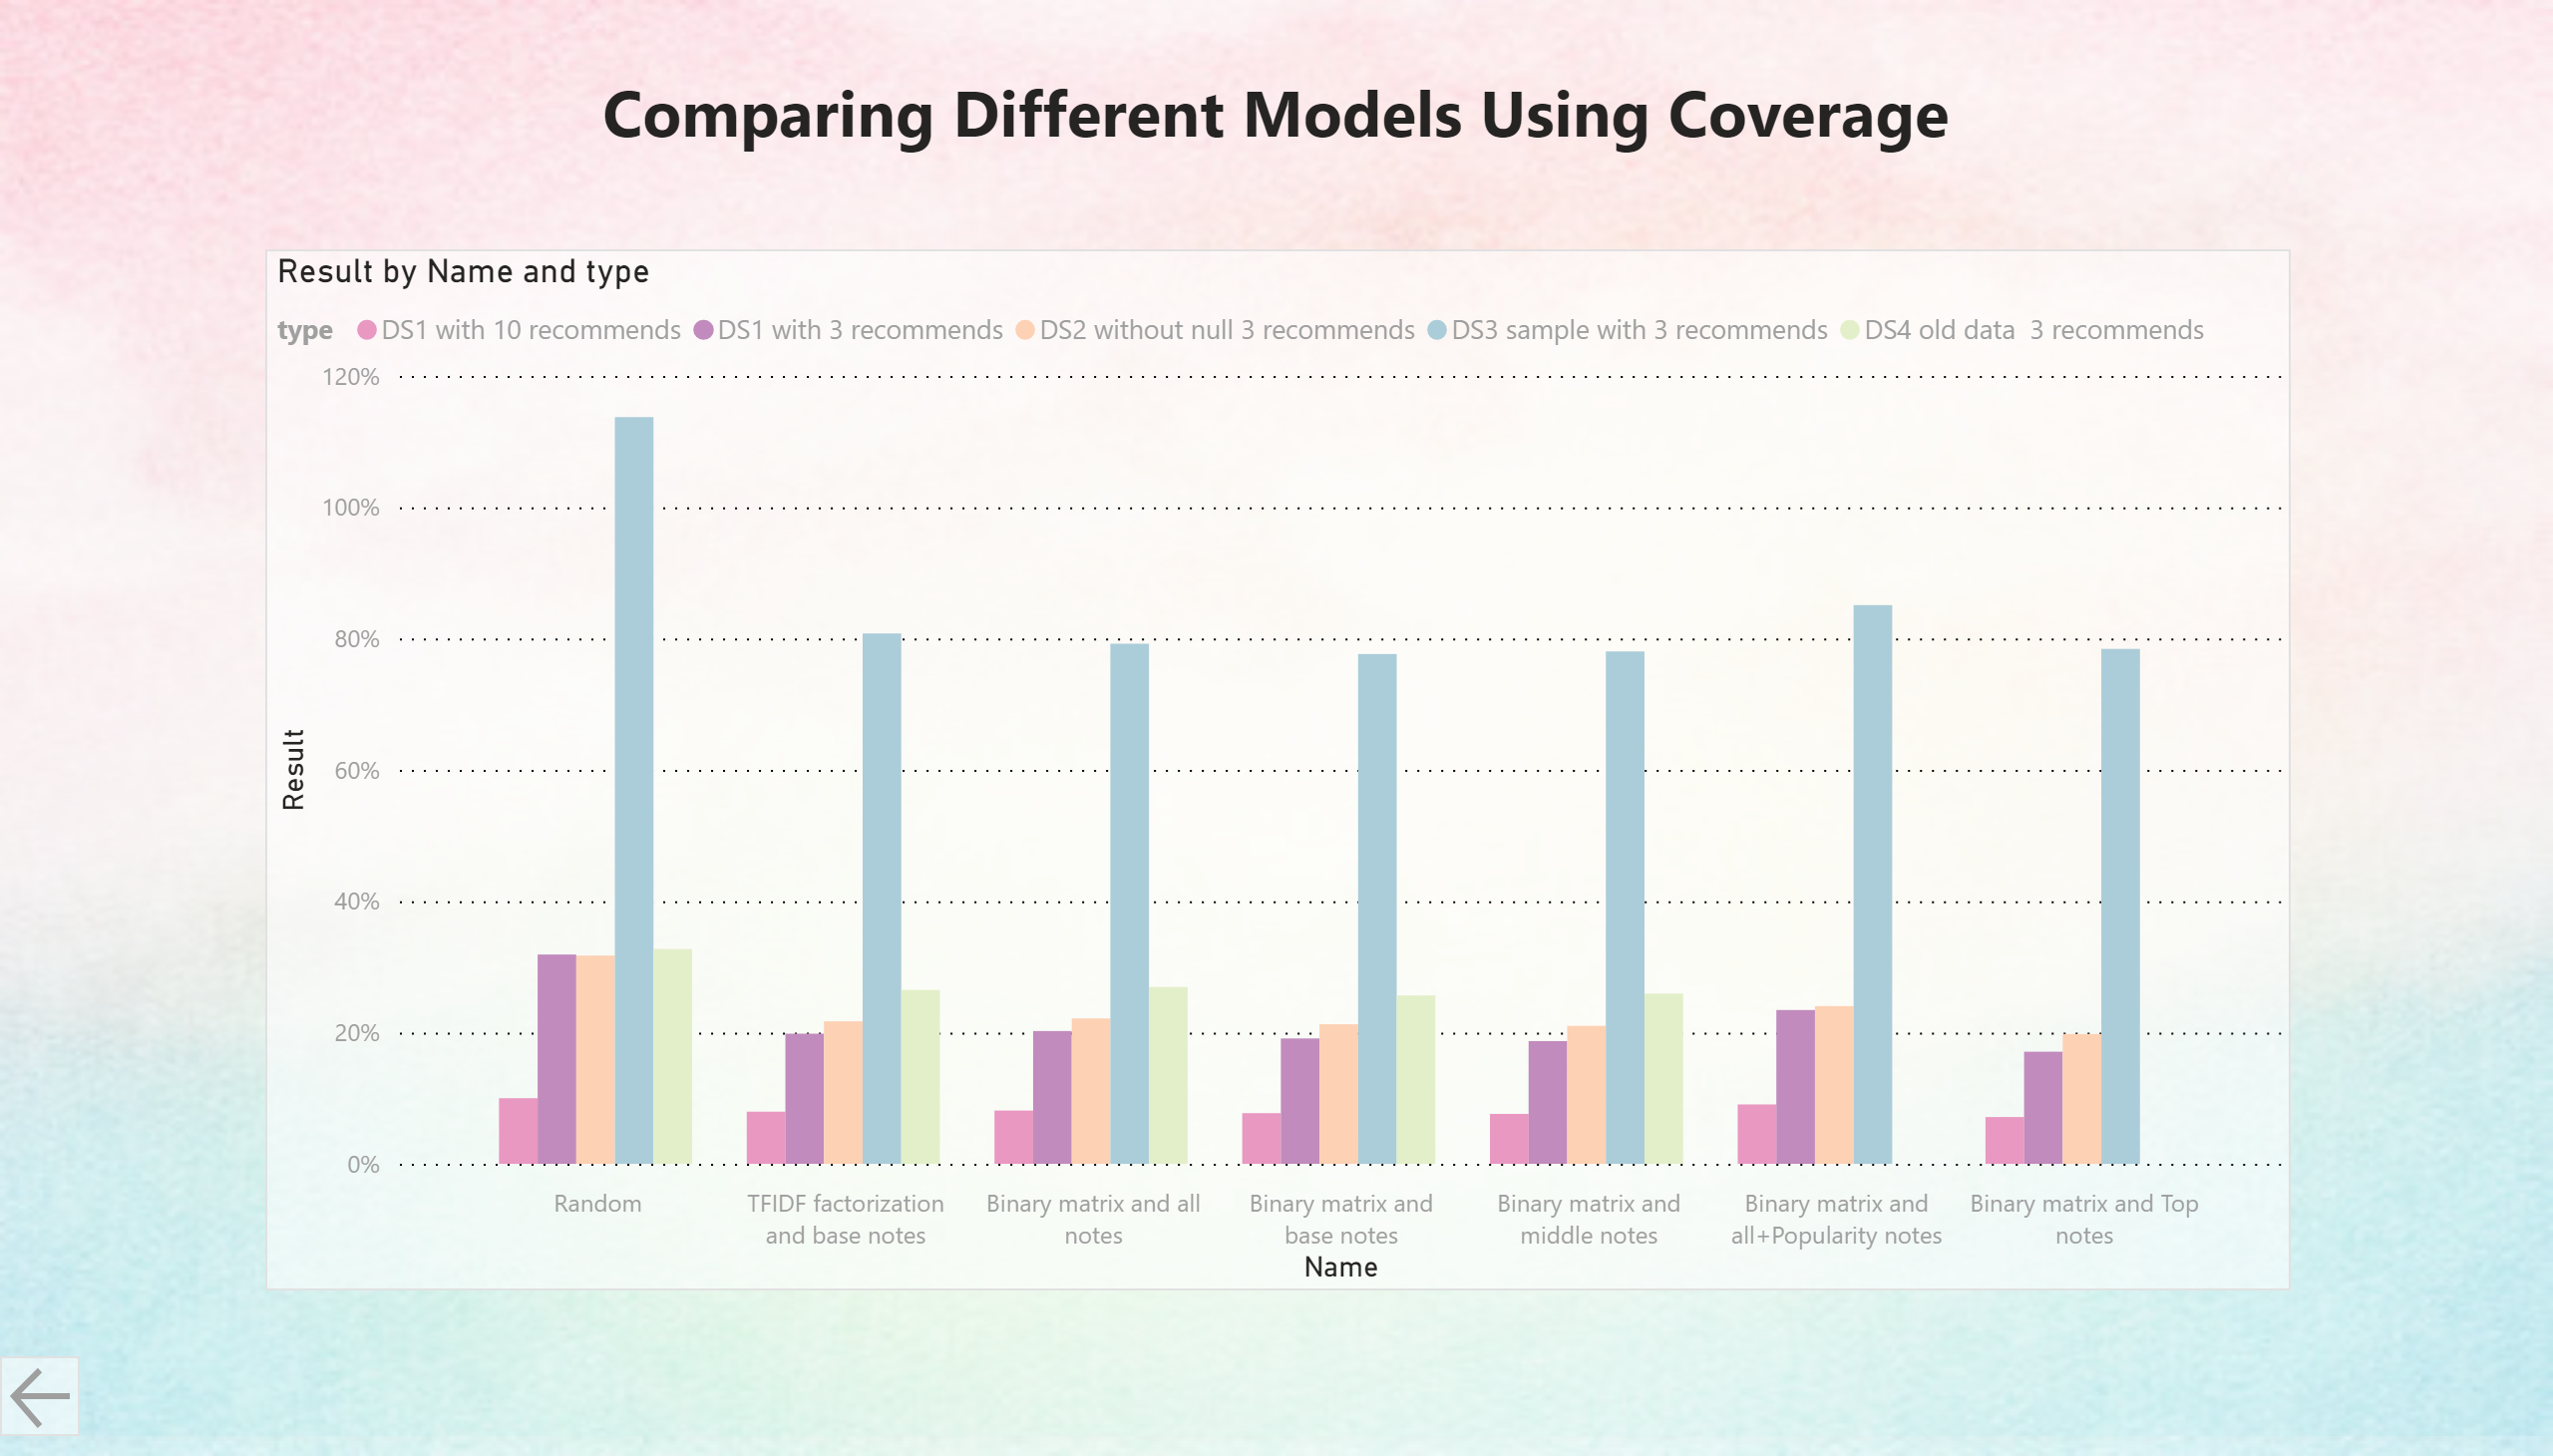 Comparing Different Models Using Coverage
Result by Name and type
type DS1 with 10 recommends DS1 with 3 recommends DS2 without null 3 recommends DS3 sample with 3 recommends DS4 old data  3 recommends
120%
100%
80%
60%
40%
20%
0%
Result
Random
TFIDF factorization
and base notes
Binary matrix and all
notes
Binary matrix and
base notes
Binary matrix and
middle notes
Binary matrix and
all+Popularity notes
Binary matrix and Top
notes
Name